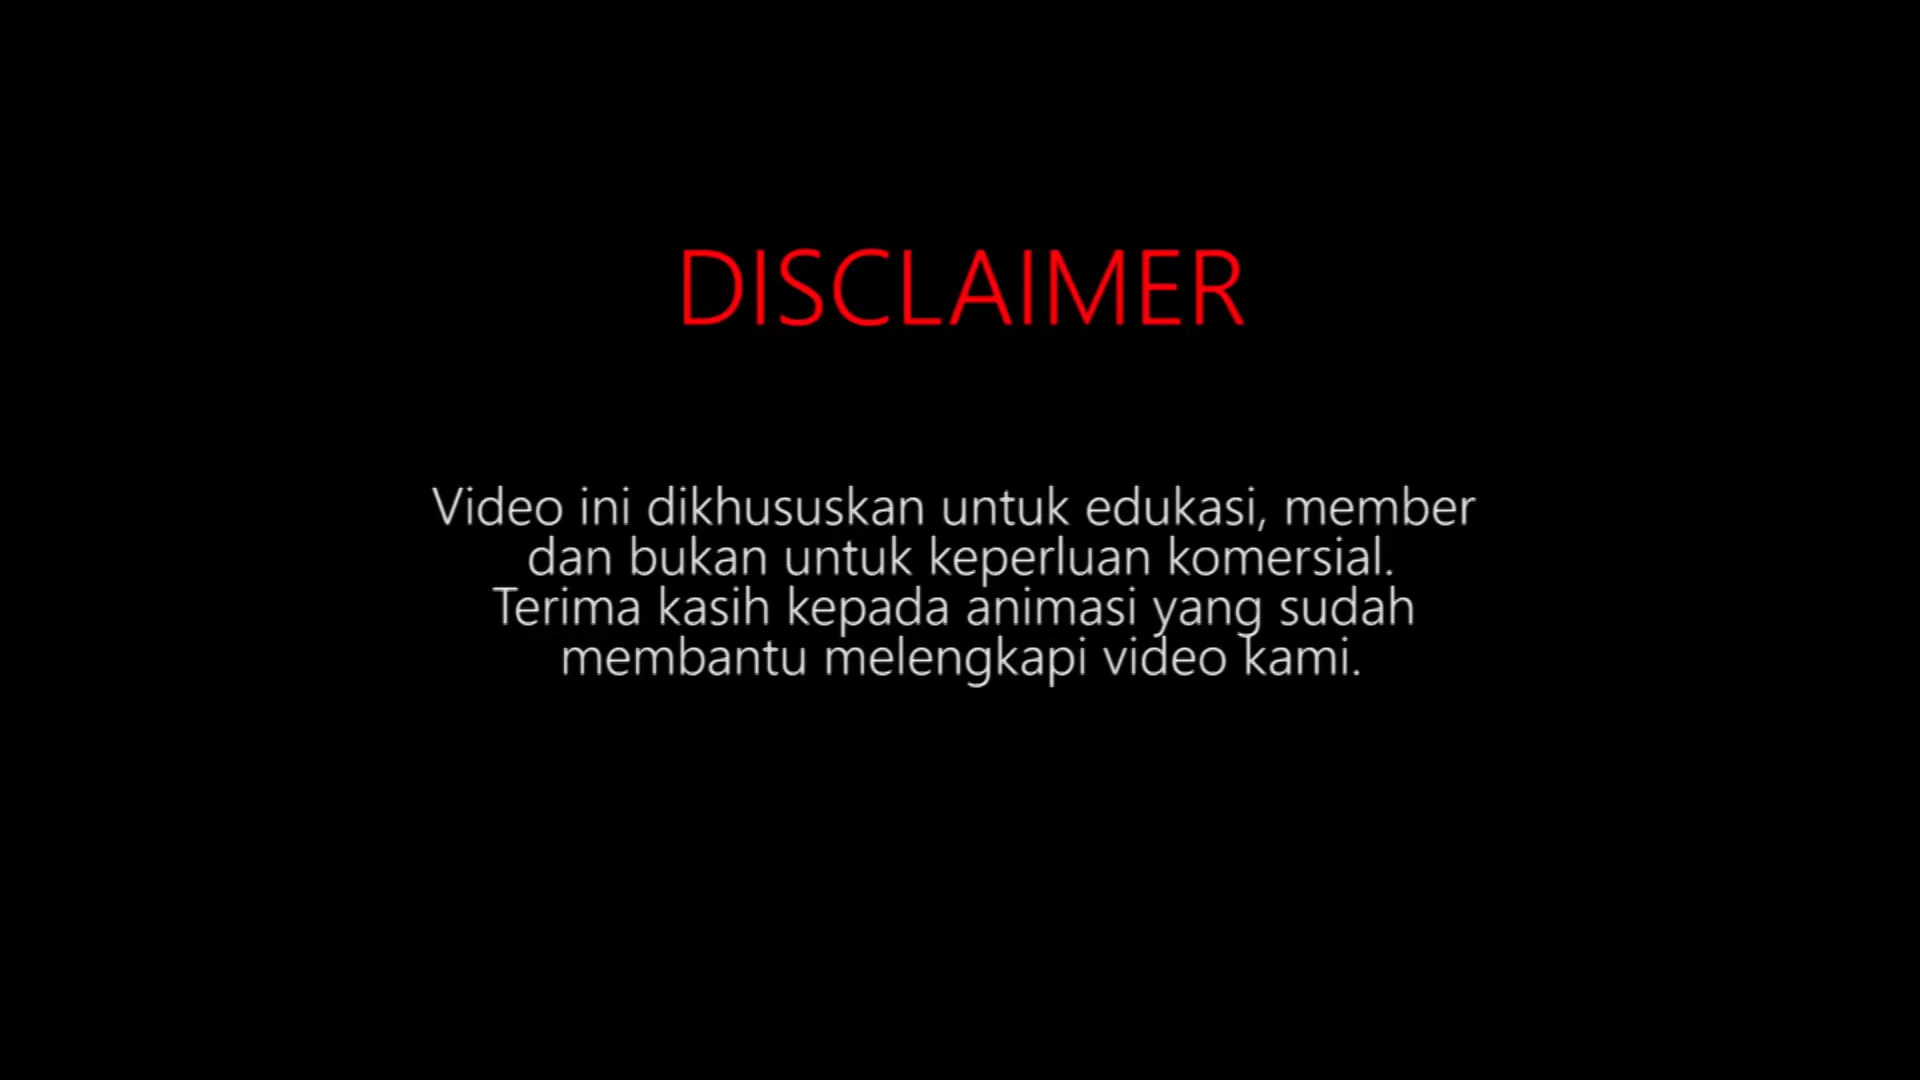 DISCLAIMER
Video ini dikhususkan untuk edukasi, member
dan bukan untuk keperluan komersial.
Terima kasih kepada animasi yang sudah
membantu melengkapi video kami.